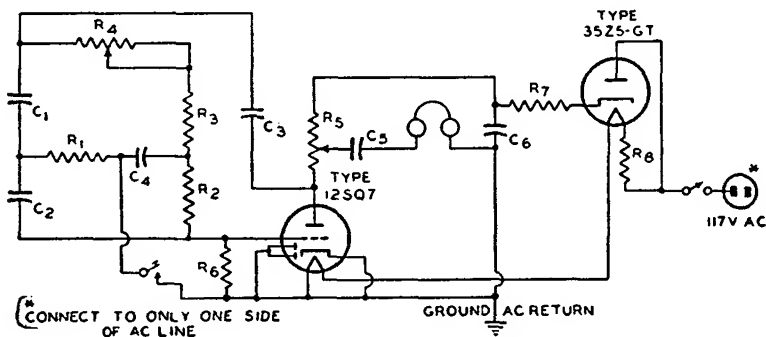 TYPE
35Z5-GT
R4
R7
C1
R3
C3
R5
C5
C6
R8
*
R1
C4
TYPE
12SQ7
117V AC
C2
R2
R6
(* CONNECT TO ONLY ONE SIDE
OF AC LINE
GROUND AC RETURN